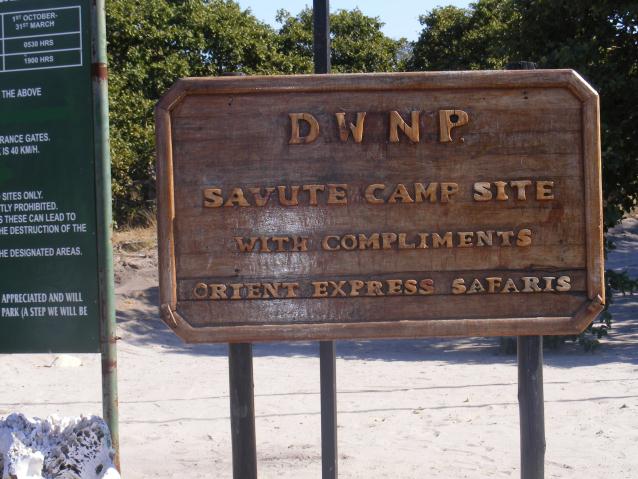 1ST OCTOBER-
31ST MARCH
0530 HRS
1900 HRS
THE ABOVE
RANCE GATES.
IS 40 KM/H.
SITES ONLY.
TLY PROHIBITED.
THESE CAN LEAD TO
HE DESTRUCTION OF THE
HE DESIGNATED AREAS.
APPRECIATED AND WILL
PARK (A STEP WE WILL BE
DWNP
SAVUTE CAMP SITE
WITH COMPLIMENTS
ORIENT EXPRESS SAFARIS